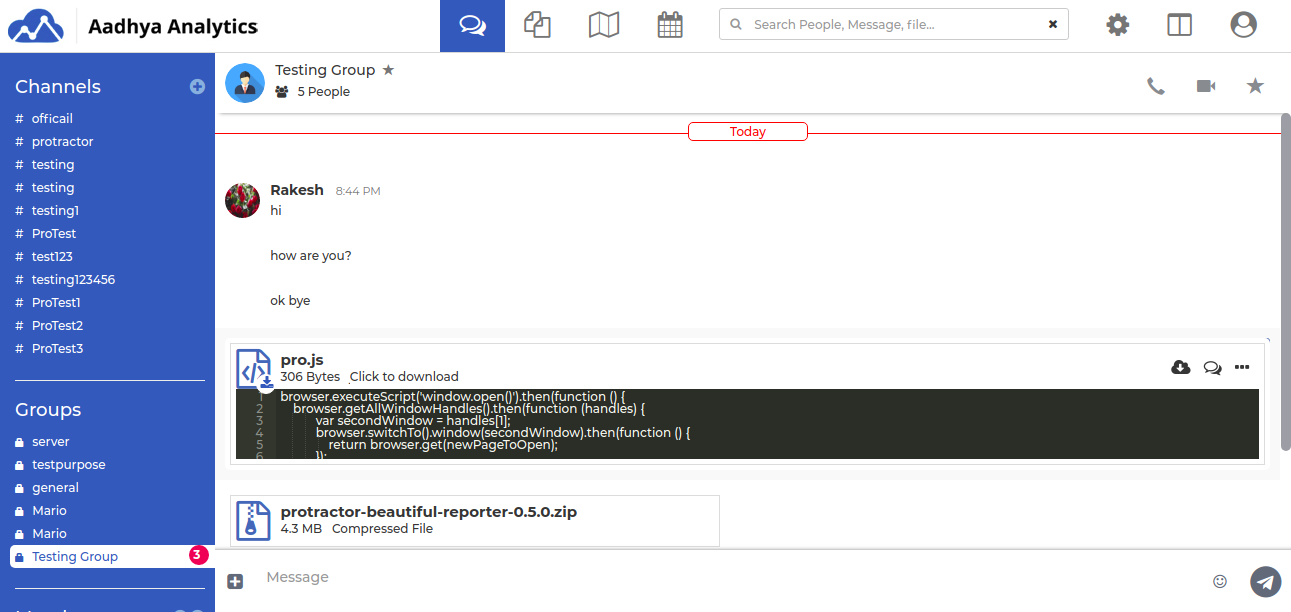 Aadhya Analytics
Search People, Message, file...
Channels
# officail
# protractor
# testing
# testing
# testing1
# ProTest
# test123
# testing123456
# ProTest1
# ProTest2
# ProTest3
Groups
server
testpurpose
general
Mario
Mario
Testing Group 3
Testing Group
5 People
Today
Rakesh 8:44 PM
hi
how are you?
ok bye
pro.js
306 Bytes Click to download
1 browser.executeScript('window.open()').then(function () {
2 browser.getAllWindowHandles().then(function (handles) {
3 var secondWindow = handles[1];
4 browser.switchTo().window(secondWindow).then(function () {
5 return browser.get(newPageToOpen);
6 });
protractor-beautiful-reporter-0.5.0.zip
4.3 MB Compressed File
Message